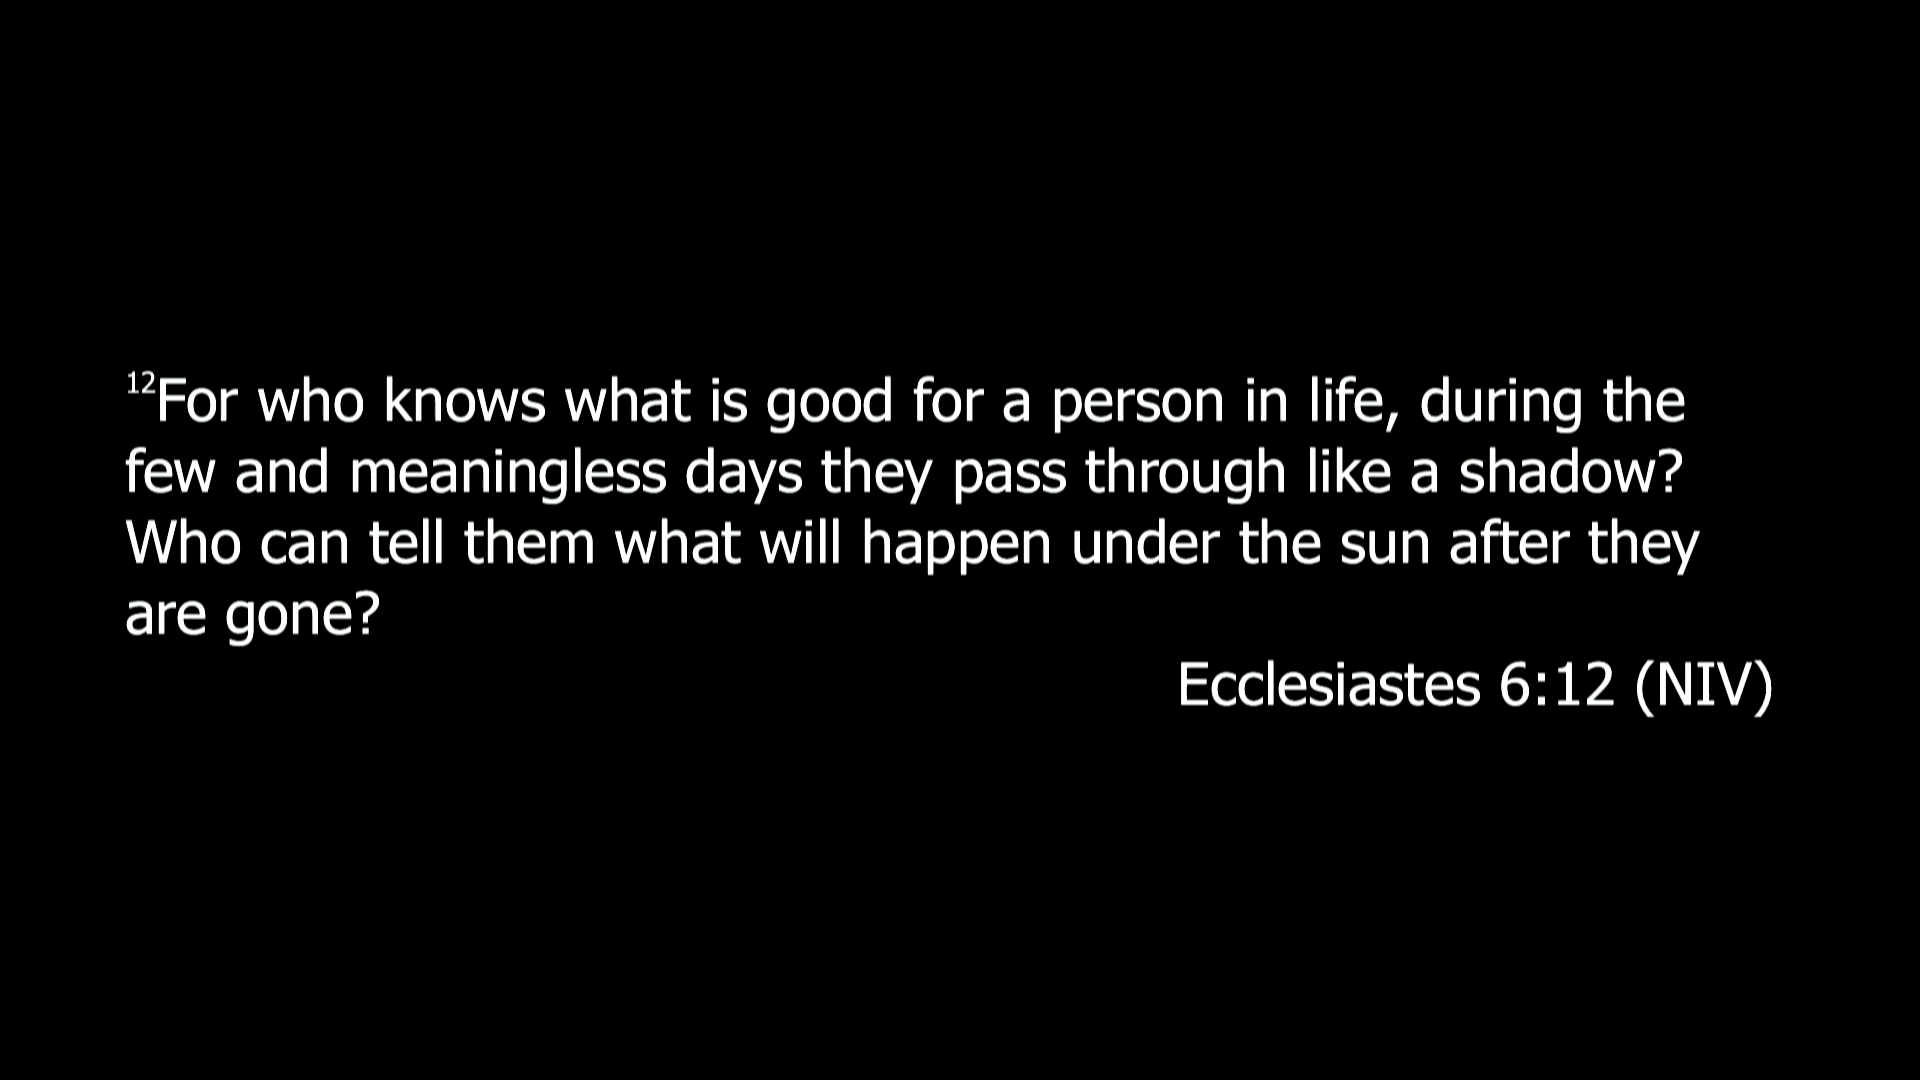 12For who knows what is good for a person in life, during the
few and meaningless days they pass through like a shadow?
Who can tell them what will happen under the sun after they
are gone?
Ecclesiastes 6:12 (NIV)